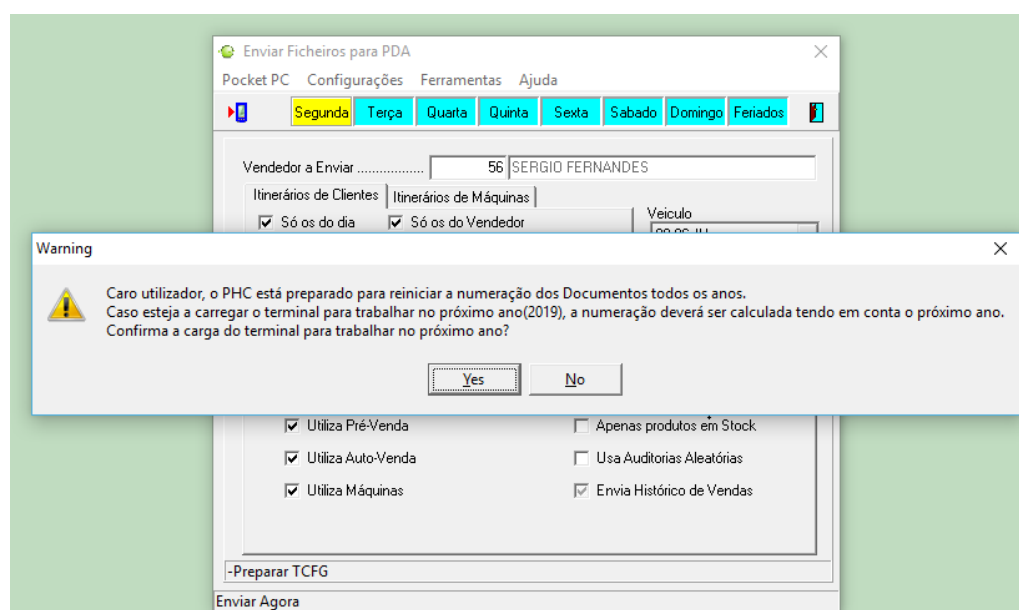 Enviar Ficheiros para PDA
Pocket PC Configurações Ferramentas Ajuda
Segunda Terça Quarta Quinta Sexta Sabado Domingo Feriados
Vendedor a Enviar .................. 56 SERGIO FERNANDES
Itinerários de Clientes Itinerários de Máquinas
Só os do dia Só os do Vendedor Veiculo
Warning
Caro utilizador, o PHC está preparado para reiniciar a numeração dos Documentos todos os anos.
Caso esteja a carregar o terminal para trabalhar no próximo ano(2019), a numeração deverá ser calculada tendo em conta o próximo ano.
Confirma a carga do terminal para trabalhar no próximo ano?
Yes No
Utiliza Pré-Venda Apenas produtos em Stock
Utiliza Auto-Venda Usa Auditorias Aleatórias
Utiliza Máquinas Envia Histórico de Vendas
-Preparar TCFG
Enviar Agora